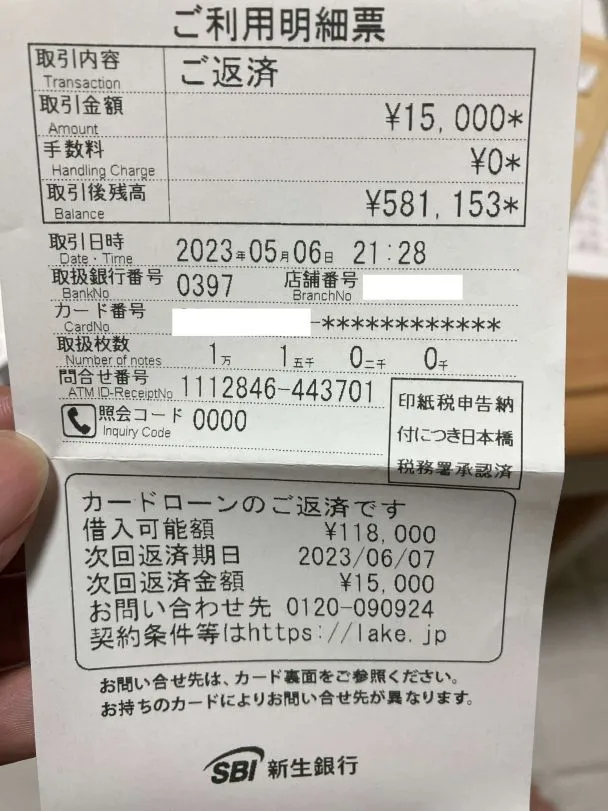 ご利用明細票
取引内容 Transaction ご返済
取引金額 Amount ¥15,000*
手数料 Handling Charge ¥0*
取引後残高 Balance ¥581,153*
取引日時 Date・Time 2023年05月06日 21:28
取扱銀行番号 BankNo 0397 店舗番号 BranchNo
カード番号 CardNo -************
取扱枚数 Number of notes 1万 1五千 0二千 0千
問合せ番号 ATM ID-ReceiptNo 1112846-443701
照会コード Inquiry Code 0000
印紙税申告納
付につき日本橋
税務署承認済
カードローンのご返済です
借入可能額 ¥118,000
次回返済期日 2023/06/07
次回返済金額 ¥15,000
お問い合わせ先 0120-090924
契約条件等はhttps://lake.jp
お問い合せ先は、カード裏面をご参照ください。
お持ちのカードによりお問い合せ先が異なります。
SBI 新生銀行